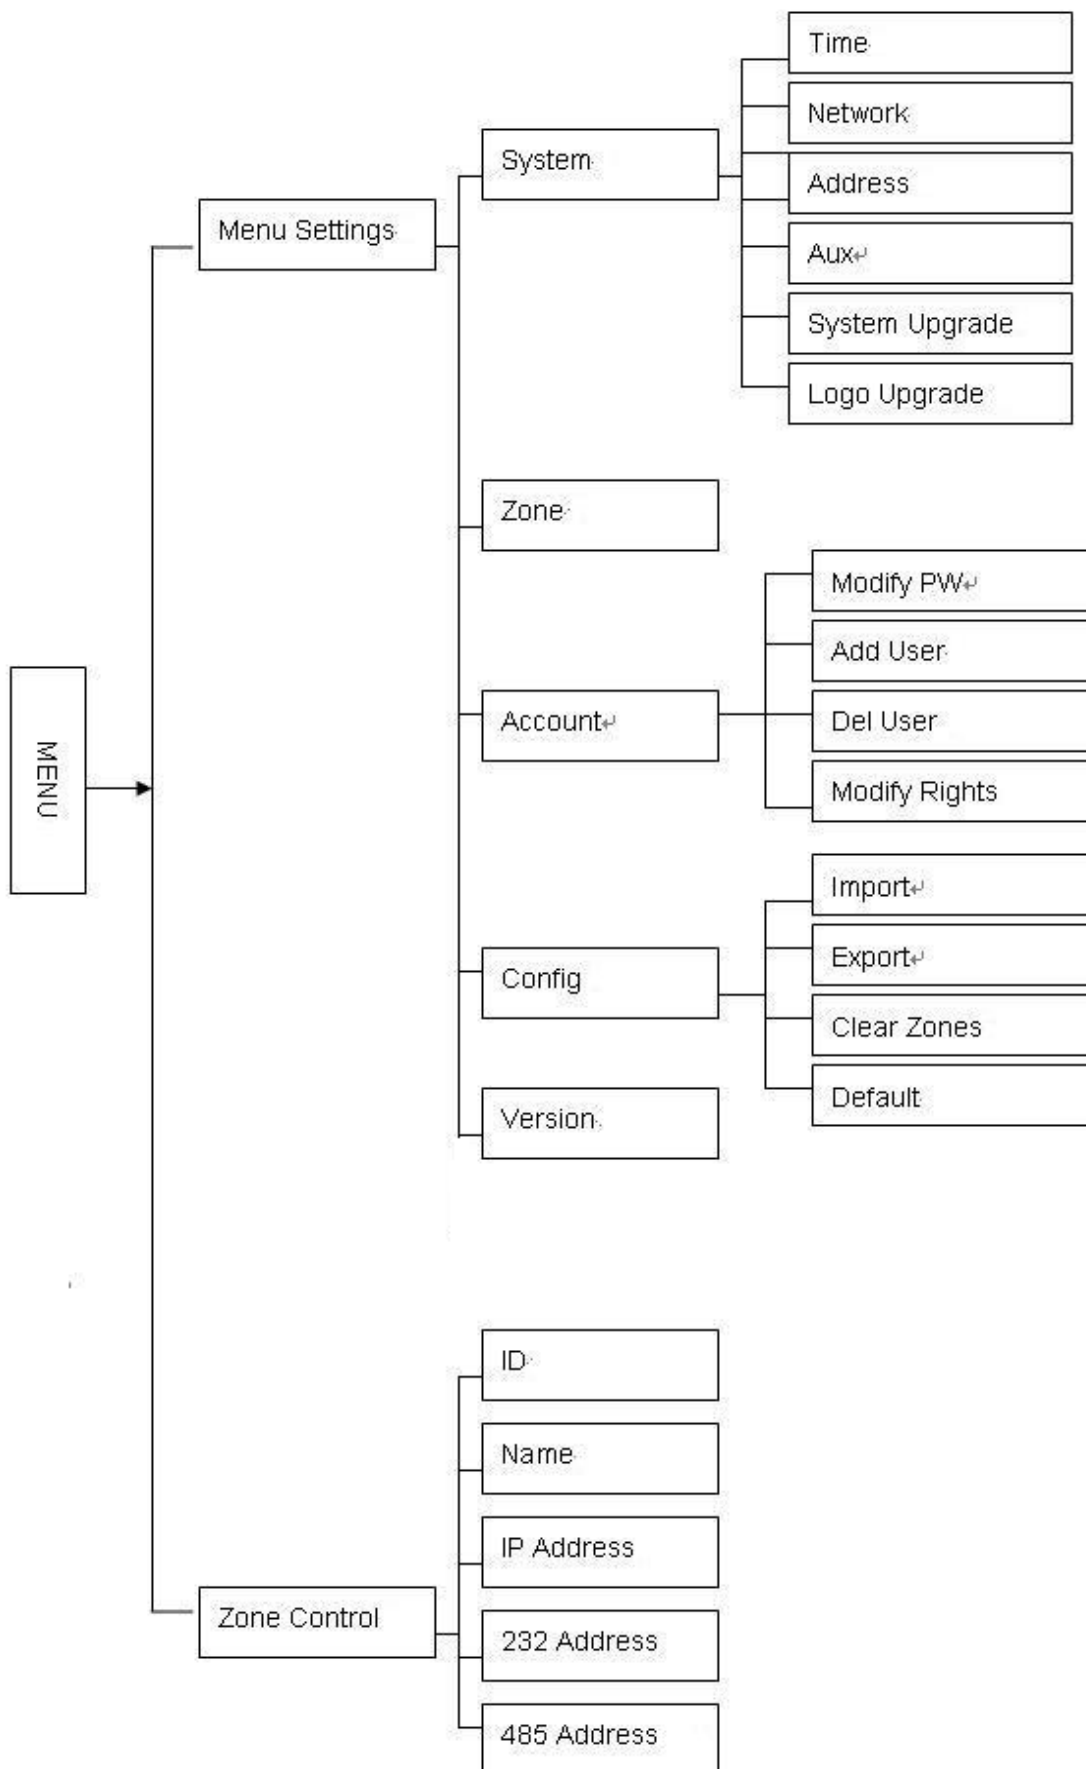 MENU
Menu Settings
System
Time
Network
Address
Aux
System Upgrade
Logo Upgrade
Zone
Account
Modify PW
Add User
Del User
Modify Rights
Config
Import
Export
Clear Zones
Default
Version
Zone Control
ID
Name
IP Address
232 Address
485 Address